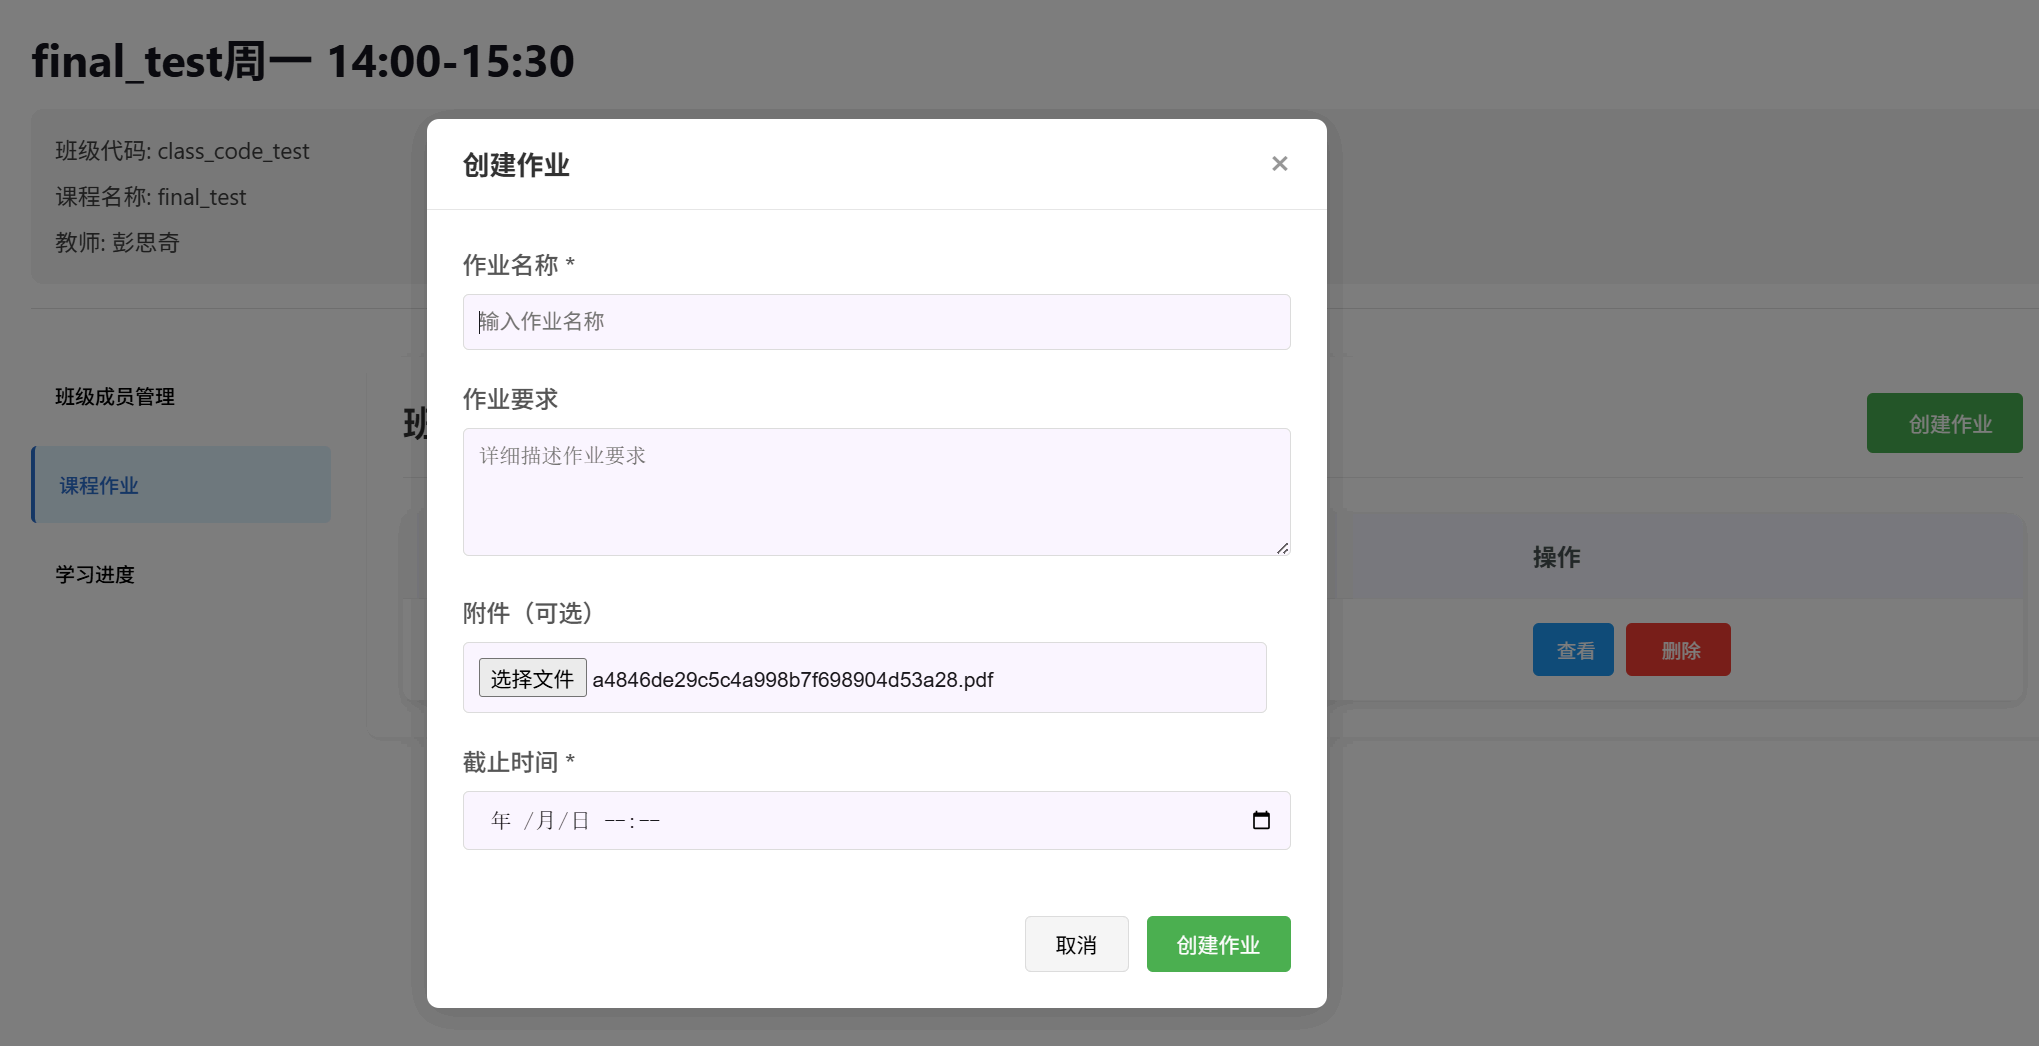 final_test周一 14:00-15:30
班级代码: class_code_test
课程名称: final_test
教师: 彭思奇
班级成员管理
课程作业
学习进度
班
创建作业
操作
查看
删除
创建作业
×
作业名称 *
输入作业名称
作业要求
详细描述作业要求
附件（可选）
选择文件 a4846de29c5c4a998b7f698904d53a28.pdf
截止时间 *
年 /月/日 --:--
取消
创建作业